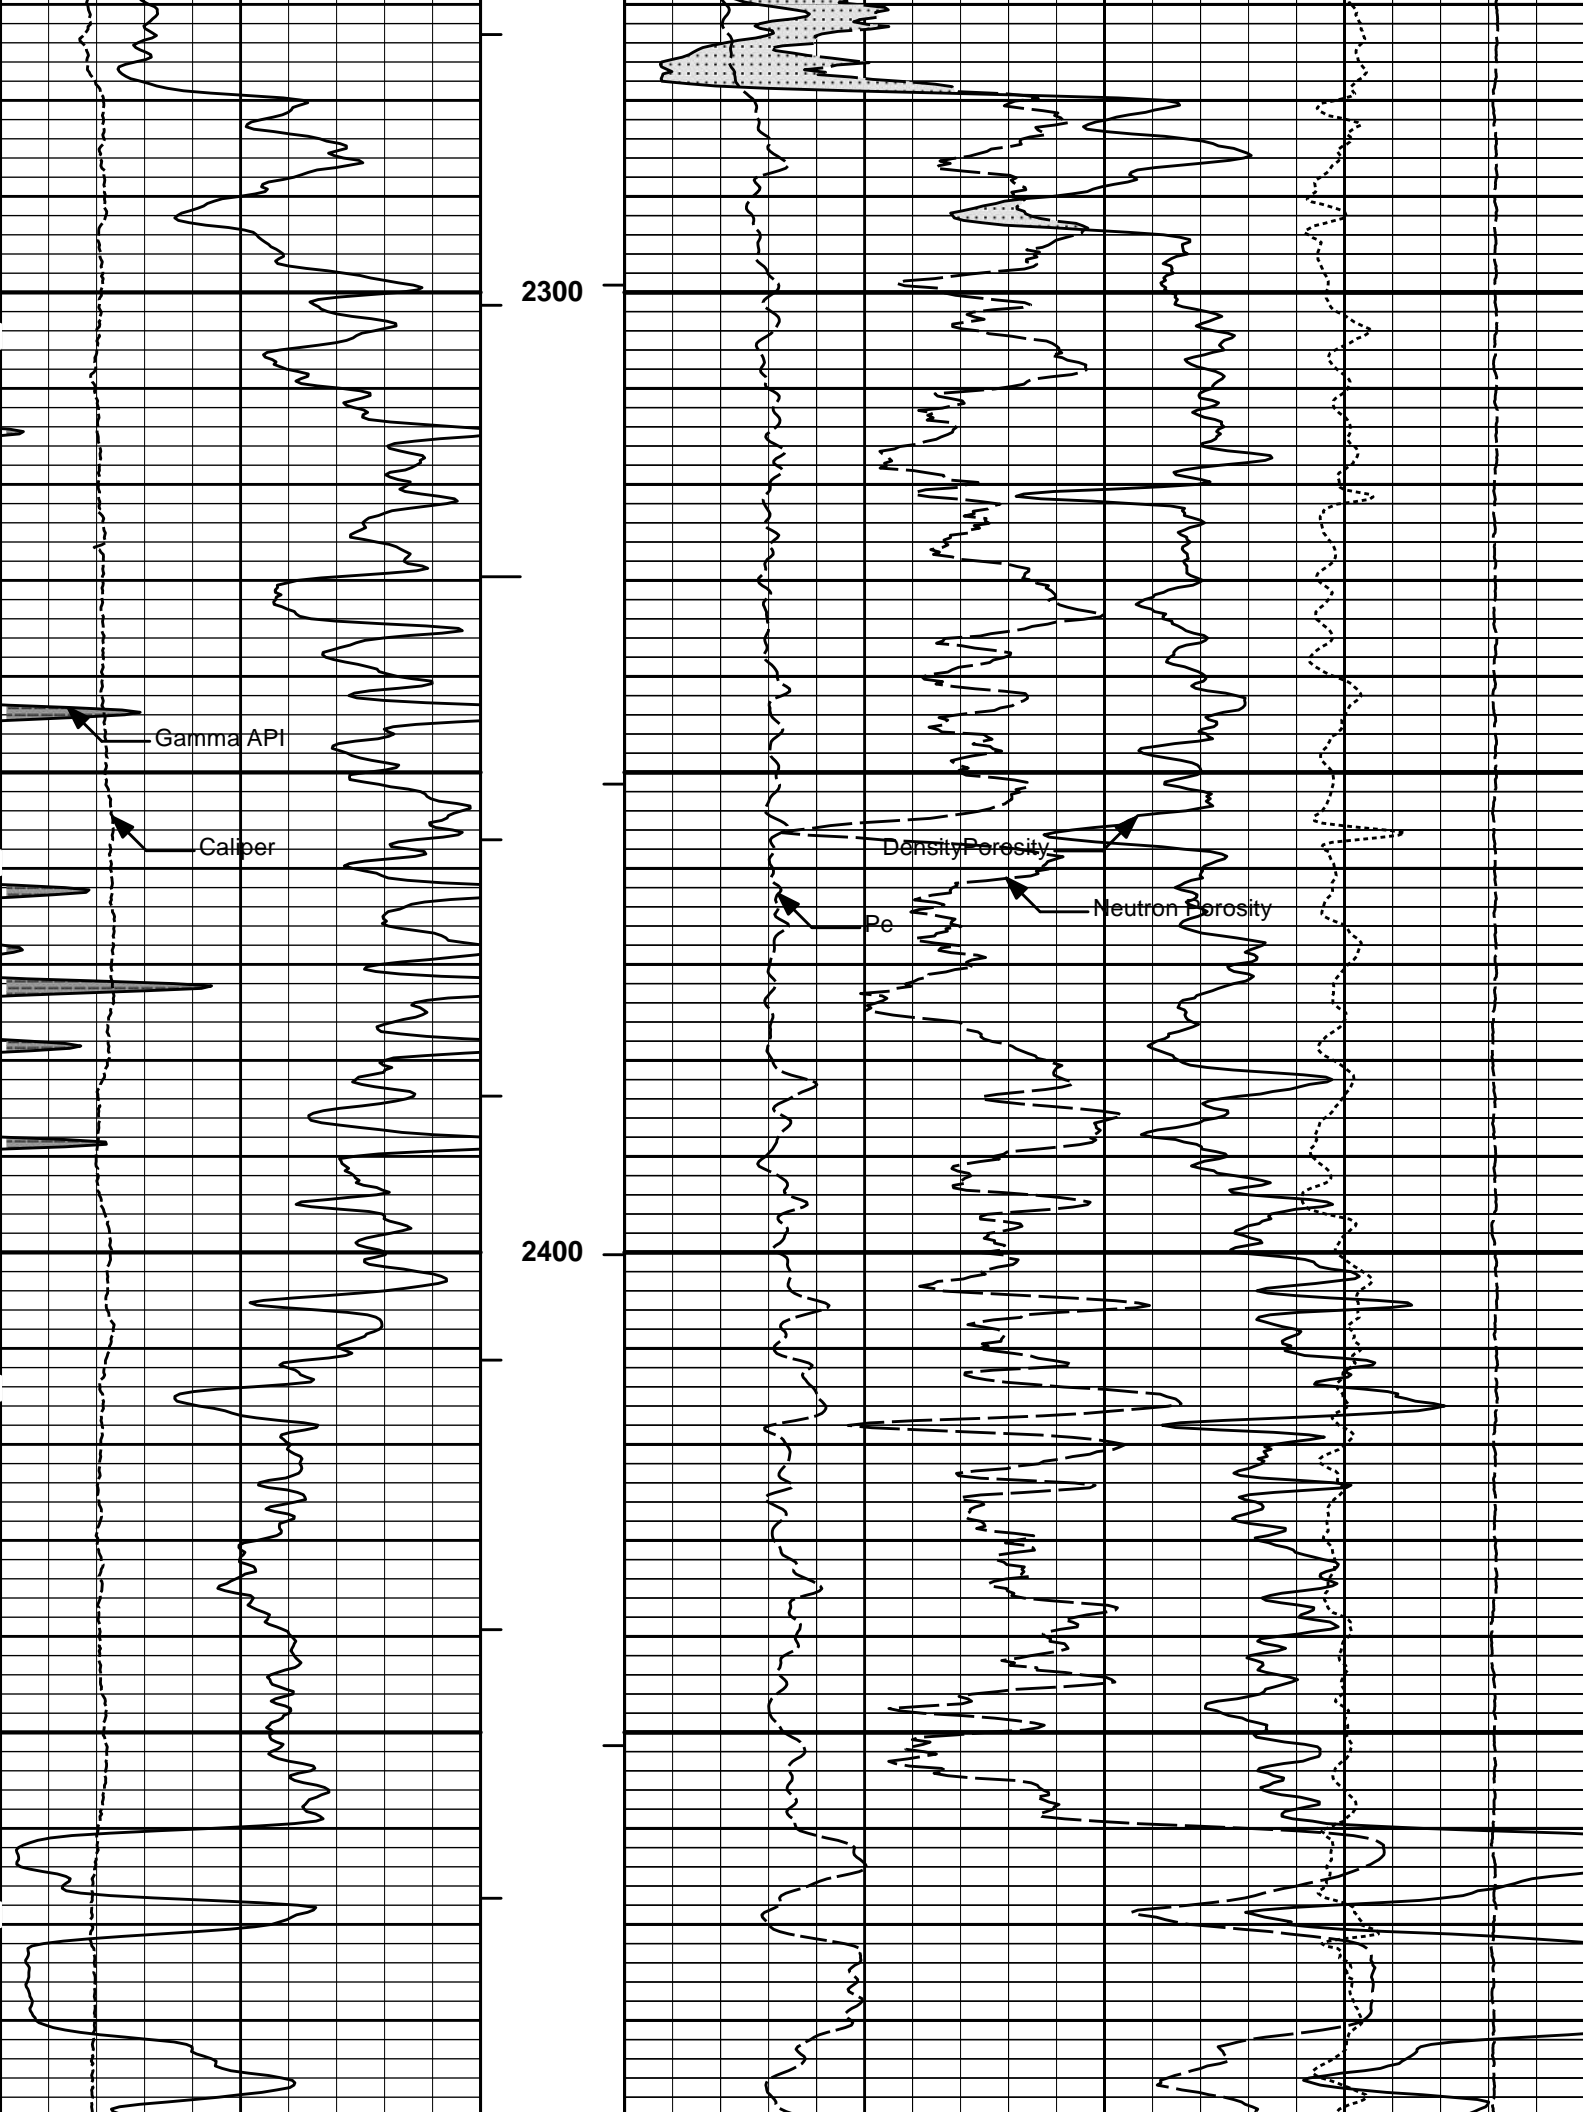 2300
Gamma API
Caliper
DensityPorosity
Neutron Porosity
Pe
2400